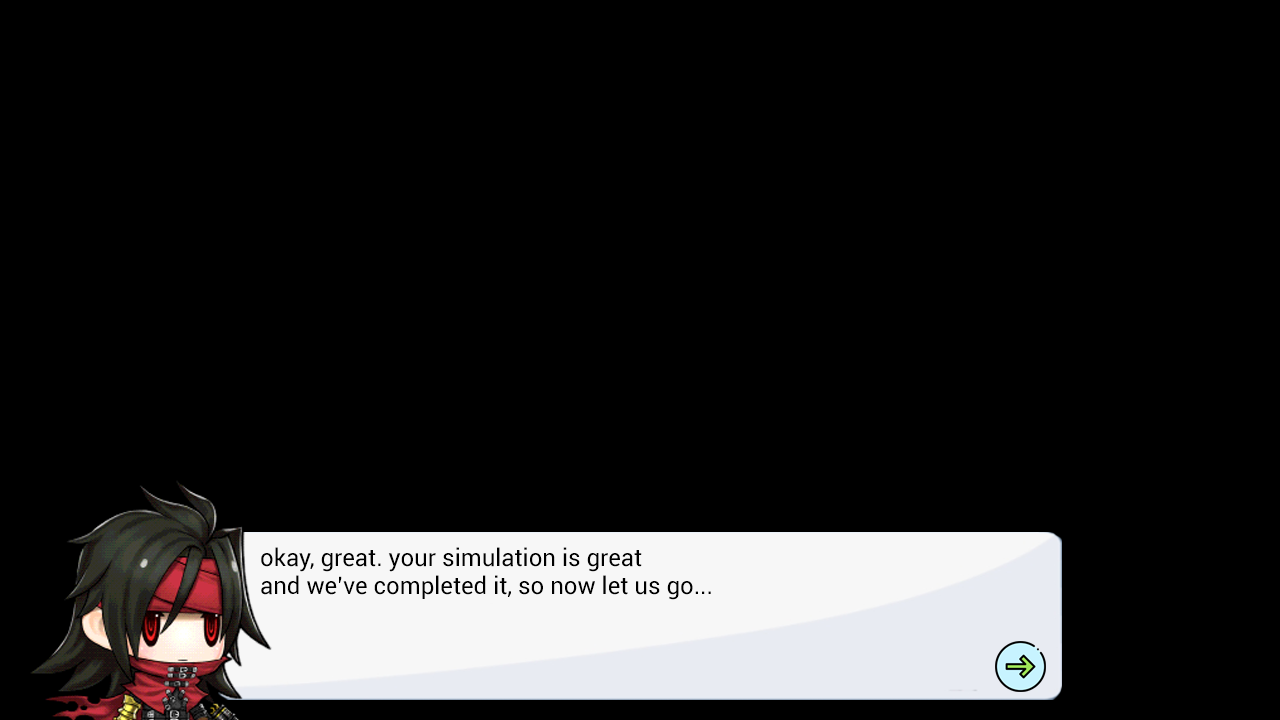 okay, great. your simulation is great
and we've completed it, so now let us go...